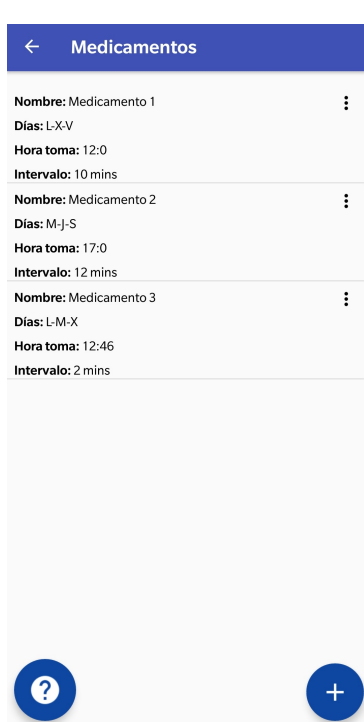 Medicamentos
Nombre: Medicamento 1
Días: L-X-V
Hora toma: 12:0
Intervalo: 10 mins
Nombre: Medicamento 2
Días: M-J-S
Hora toma: 17:0
Intervalo: 12 mins
Nombre: Medicamento 3
Días: L-M-X
Hora toma: 12:46
Intervalo: 2 mins